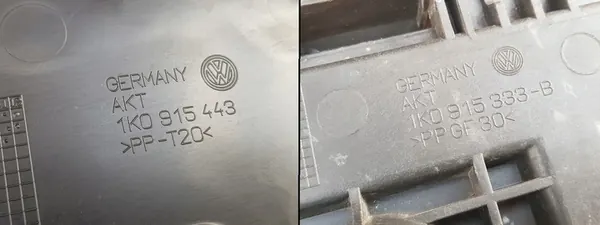 GERMANY
AKT
1K0 915 443
>PP-T20<
GERMANY
AKT
1K0 915 333-B
>PP GF 30<